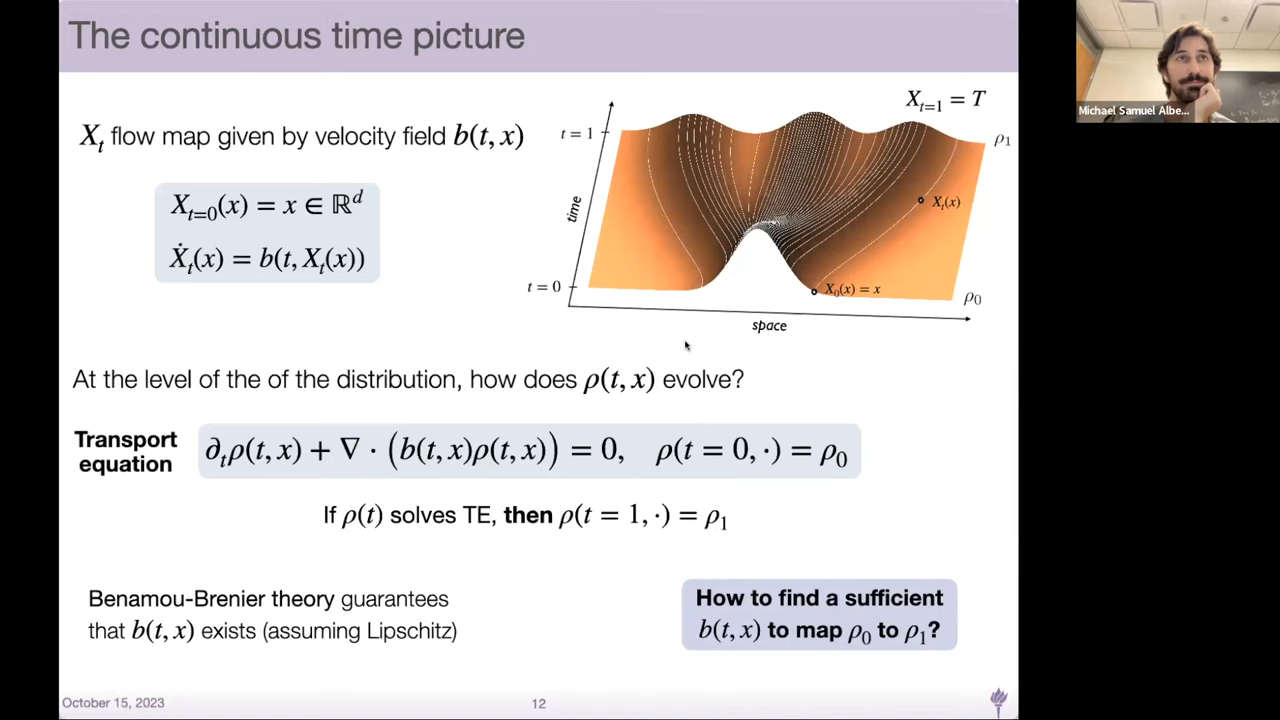 The continuous time picture
Michael Samuel Albe...
X_t flow map given by velocity field b(t, x)
X_{t=0}(x) = x ∈ ℝ^d
Ẋ_t(x) = b(t, X_t(x))
X_{t=1} = T
t = 1
ρ_1
time
X_t(x)
t = 0
X_0(x) = x
ρ_0
space
At the level of the of the distribution, how does ρ(t, x) evolve?
Transport
equation
∂_tρ(t, x) + ∇ · (b(t, x)ρ(t, x)) = 0, ρ(t = 0, ·) = ρ_0
If ρ(t) solves TE, then ρ(t = 1, ·) = ρ_1
Benamou-Brenier theory guarantees
that b(t, x) exists (assuming Lipschitz)
How to find a sufficient
b(t, x) to map ρ_0 to ρ_1?
October 15, 2023
12